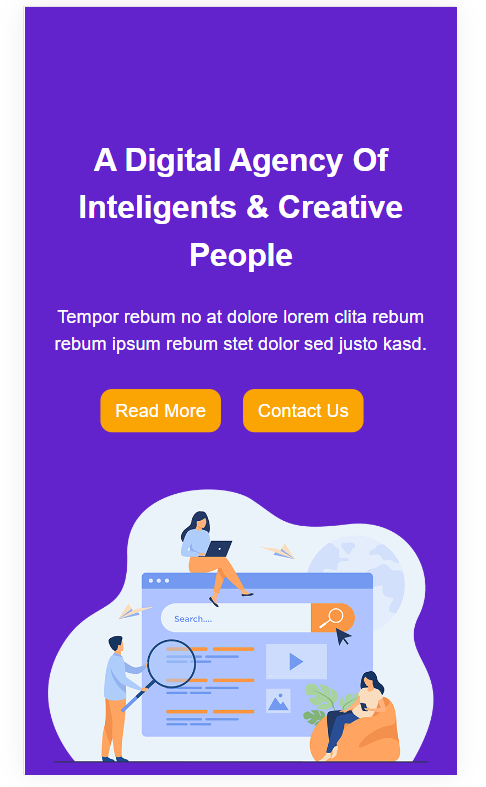 A Digital Agency Of
Inteligents & Creative
People
Tempor rebum no at dolore lorem clita rebum
rebum ipsum rebum stet dolor sed justo kasd.
Read More
Contact Us
Search....